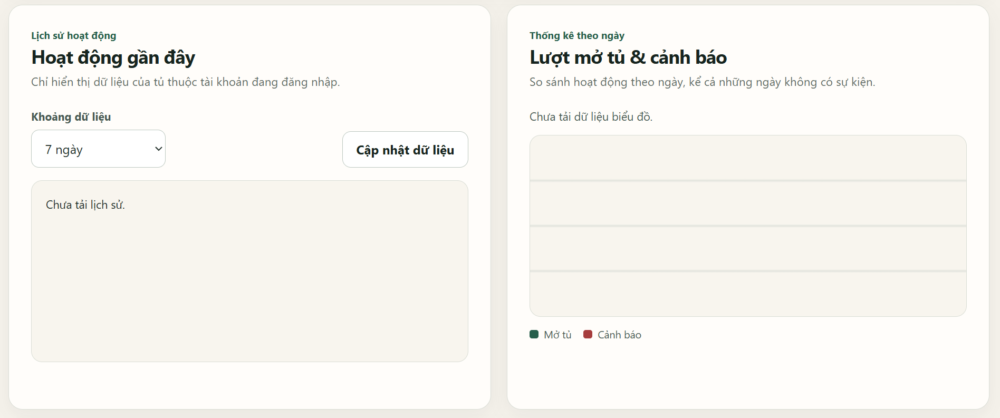 Lịch sử hoạt động
Hoạt động gần đây
Chỉ hiển thị dữ liệu của tủ thuộc tài khoản đang đăng nhập.
Khoảng dữ liệu
7 ngày
Cập nhật dữ liệu
Chưa tải lịch sử.
Thống kê theo ngày
Lượt mở tủ & cảnh báo
So sánh hoạt động theo ngày, kể cả những ngày không có sự kiện.
Chưa tải dữ liệu biểu đồ.
Mở tủ
Cảnh báo